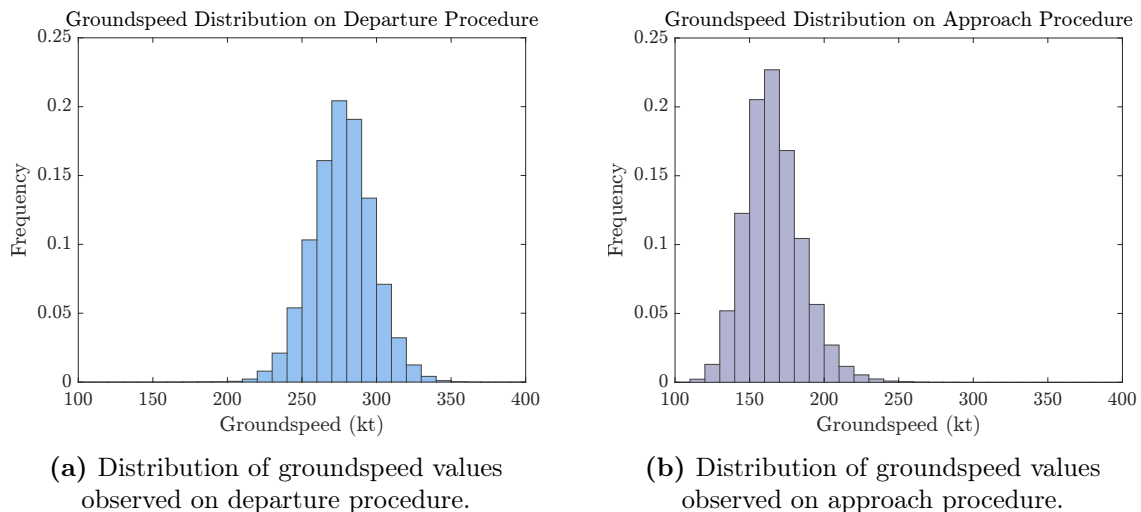 Groundspeed Distribution on Departure Procedure
0.25
0.2
0.15
0.1
0.05
0
Frequency
100 150 200 250 300 350 400
Groundspeed (kt)
(a) Distribution of groundspeed values
observed on departure procedure.
Groundspeed Distribution on Approach Procedure
0.25
0.2
0.15
0.1
0.05
0
Frequency
100 150 200 250 300 350 400
Groundspeed (kt)
(b) Distribution of groundspeed values
observed on approach procedure.